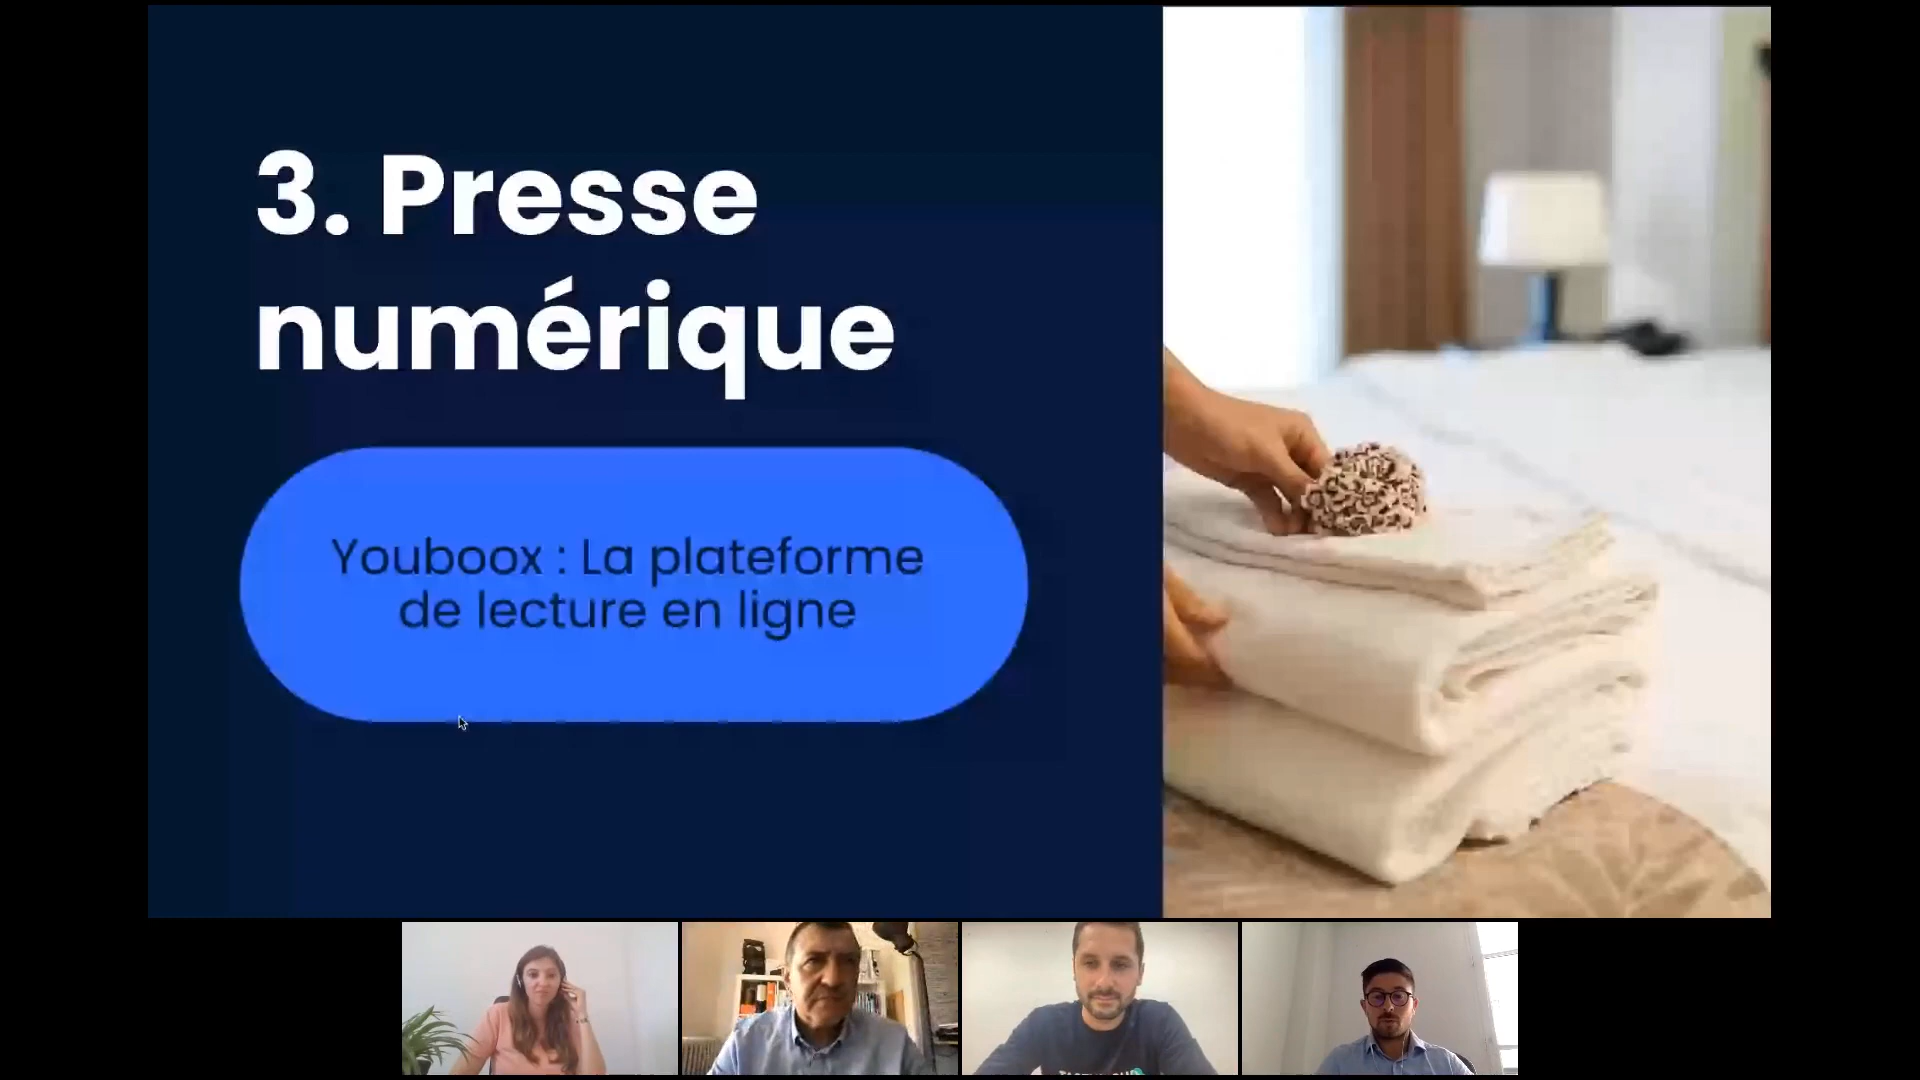 3. Presse
numérique
Youboox : La plateforme
de lecture en ligne